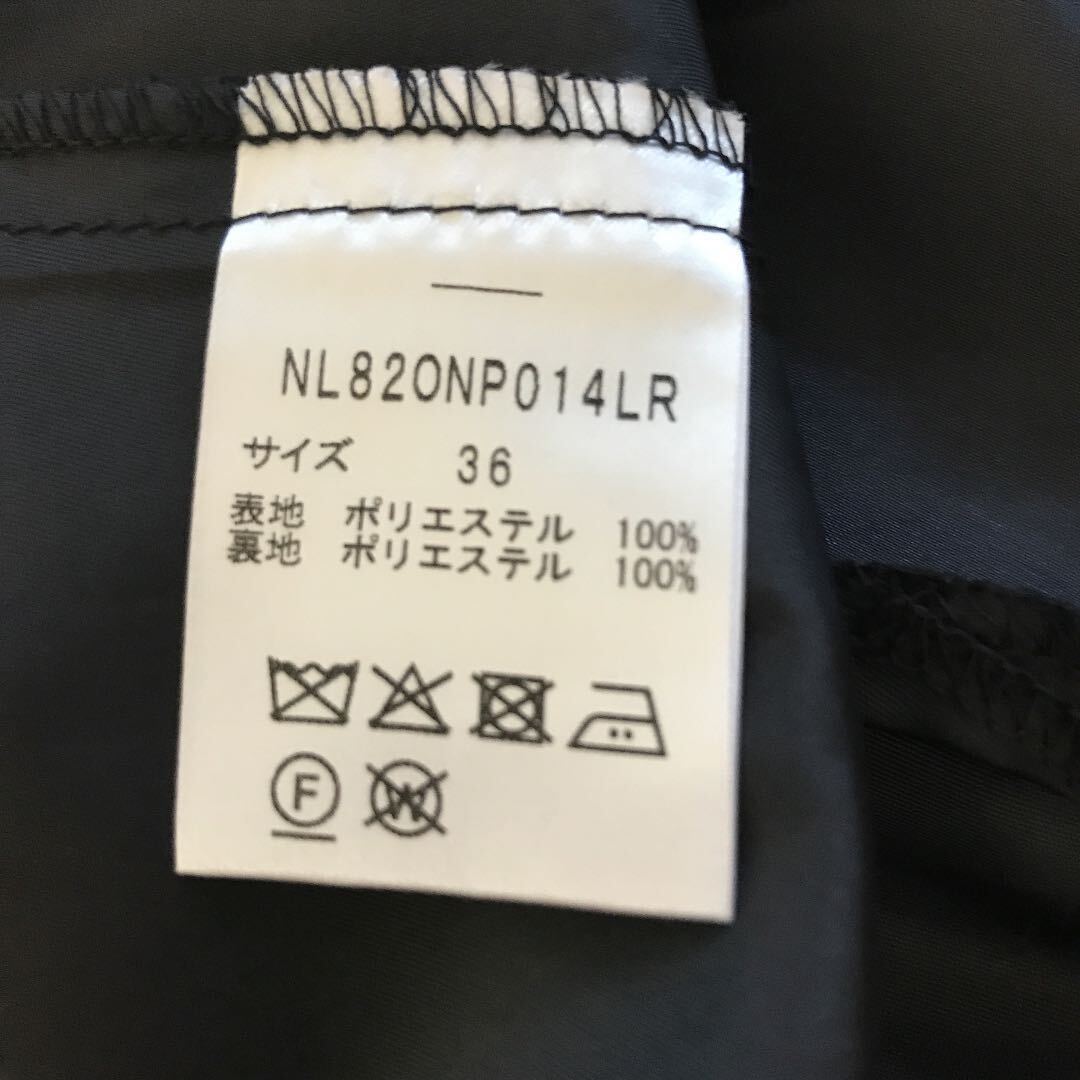 NL820NP014LR
サイズ 36
表地 ポリエステル 100%
裏地 ポリエステル 100%
F
W